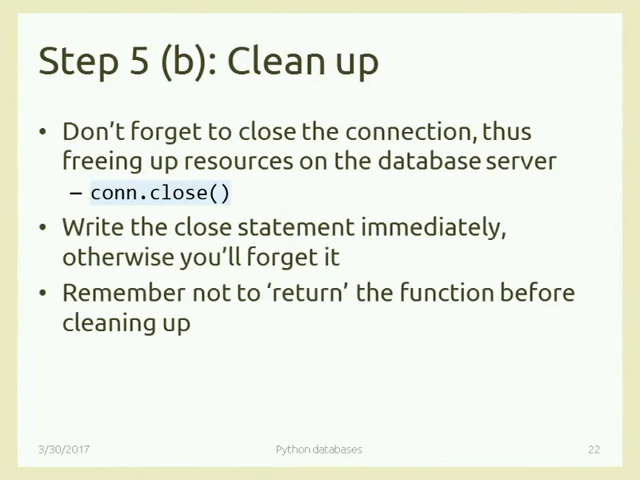 Step 5 (b): Clean up
• Don’t forget to close the connection, thus
freeing up resources on the database server
– conn.close()
• Write the close statement immediately,
otherwise you’ll forget it
• Remember not to ‘return’ the function before
cleaning up
3/30/2017 Python databases 22